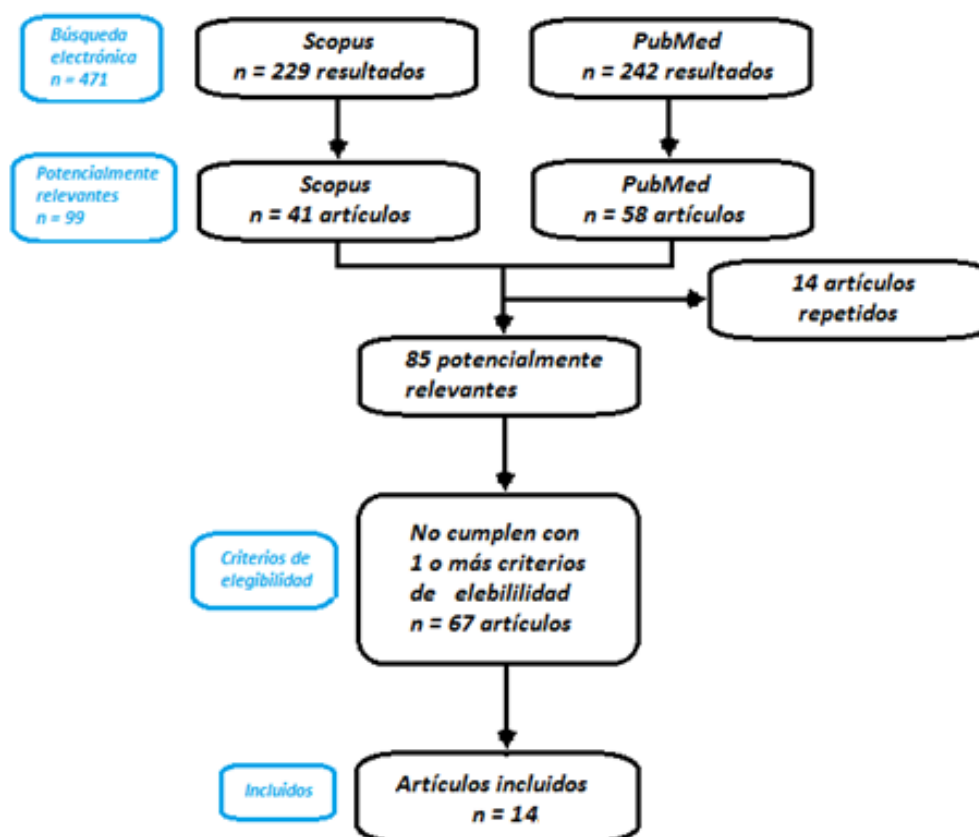 Búsqueda
electrónica
n = 471
Scopus
n = 229 resultados
PubMed
n = 242 resultados
Potencialmente
relevantes
n = 99
Scopus
n = 41 artículos
PubMed
n = 58 artículos
14 artículos
repetidos
85 potencialmente
relevantes
Criterios de
elegibilidad
No cumplen con
1 o más criterios
de elebililidad
n = 67 artículos
Incluidos
Artículos incluidos
n = 14